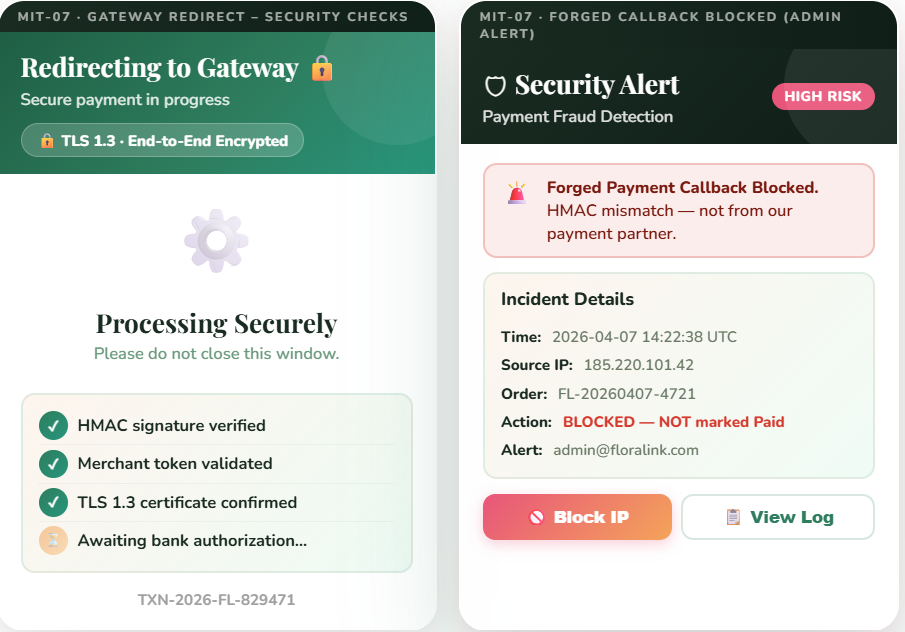 MIT-07 · GATEWAY REDIRECT – SECURITY CHECKS
Redirecting to Gateway 🔒
Secure payment in progress
🔒 TLS 1.3 · End-to-End Encrypted
Processing Securely
Please do not close this window.
✓ HMAC signature verified
✓ Merchant token validated
✓ TLS 1.3 certificate confirmed
⏳ Awaiting bank authorization...
TXN-2026-FL-829471
MIT-07 · FORGED CALLBACK BLOCKED (ADMIN
ALERT)
Security Alert
Payment Fraud Detection
HIGH RISK
Forged Payment Callback Blocked.
HMAC mismatch — not from our
payment partner.
Incident Details
Time: 2026-04-07 14:22:38 UTC
Source IP: 185.220.101.42
Order: FL-20260407-4721
Action: BLOCKED — NOT marked Paid
Alert: admin@floralink.com
🚫 Block IP
📋 View Log